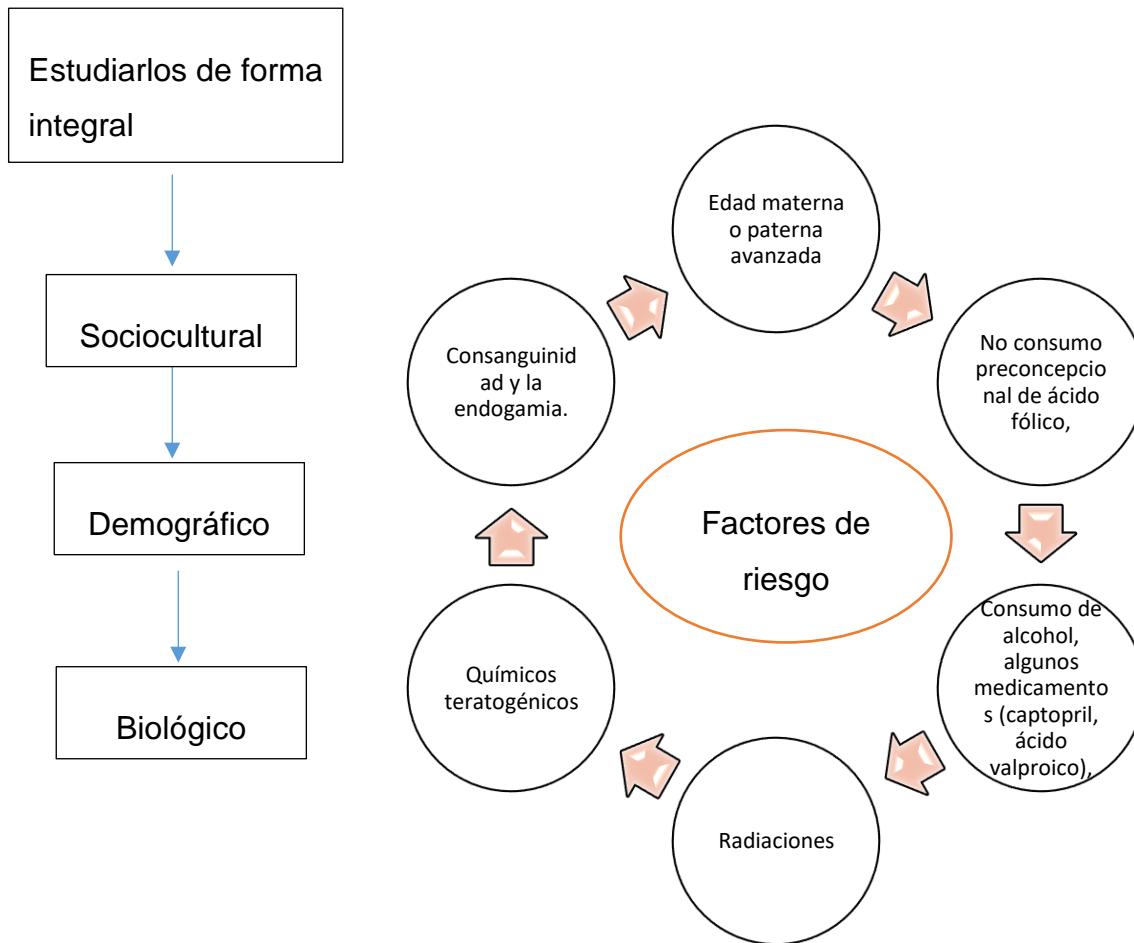 Estudiarlos de forma
integral
Sociocultural
Demográfico
Biológico
Edad materna
o paterna
avanzada
No consumo
preconcepcio
nal de ácido
fólico,
Consumo de
alcohol,
algunos
medicamento
s (captopril,
ácido
valproico),
Radiaciones
Químicos
teratogénicos
Consanguinid
ad y la
endogamia.
Factores de
riesgo